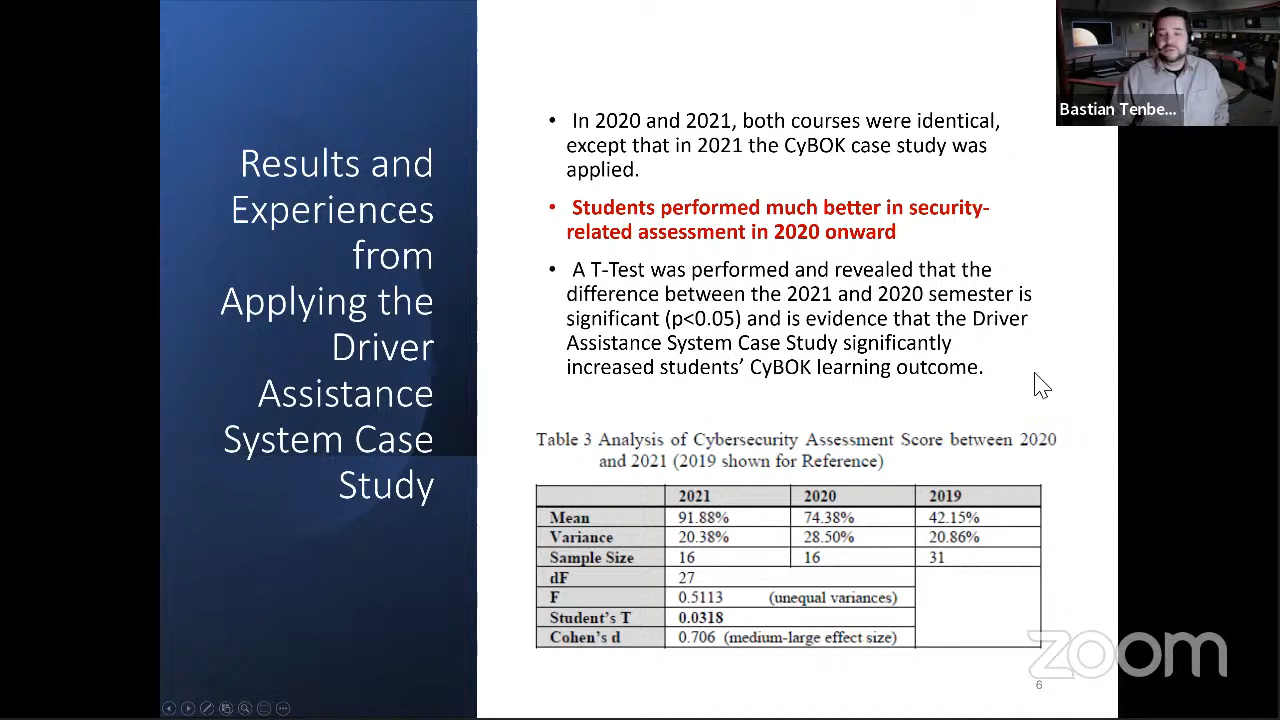 Results and
Experiences
from
Applying the
Driver
Assistance
System Case
Study
• In 2020 and 2021, both courses were identical,
except that in 2021 the CyBOK case study was
applied.
• Students performed much better in security-
related assessment in 2020 onward
• A T-Test was performed and revealed that the
difference between the 2021 and 2020 semester is
significant (p<0.05) and is evidence that the Driver
Assistance System Case Study significantly
increased students’ CyBOK learning outcome.
Table 3 Analysis of Cybersecurity Assessment Score between 2020
and 2021 (2019 shown for Reference)
2021 2020 2019
Mean 91.88% 74.38% 42.15%
Variance 20.38% 28.50% 20.86%
Sample Size 16 16 31
dF 27
F 0.5113 (unequal variances)
Student’s T 0.0318
Cohen’s d 0.706 (medium-large effect size)
6
Bastian Tenbe...
zoom